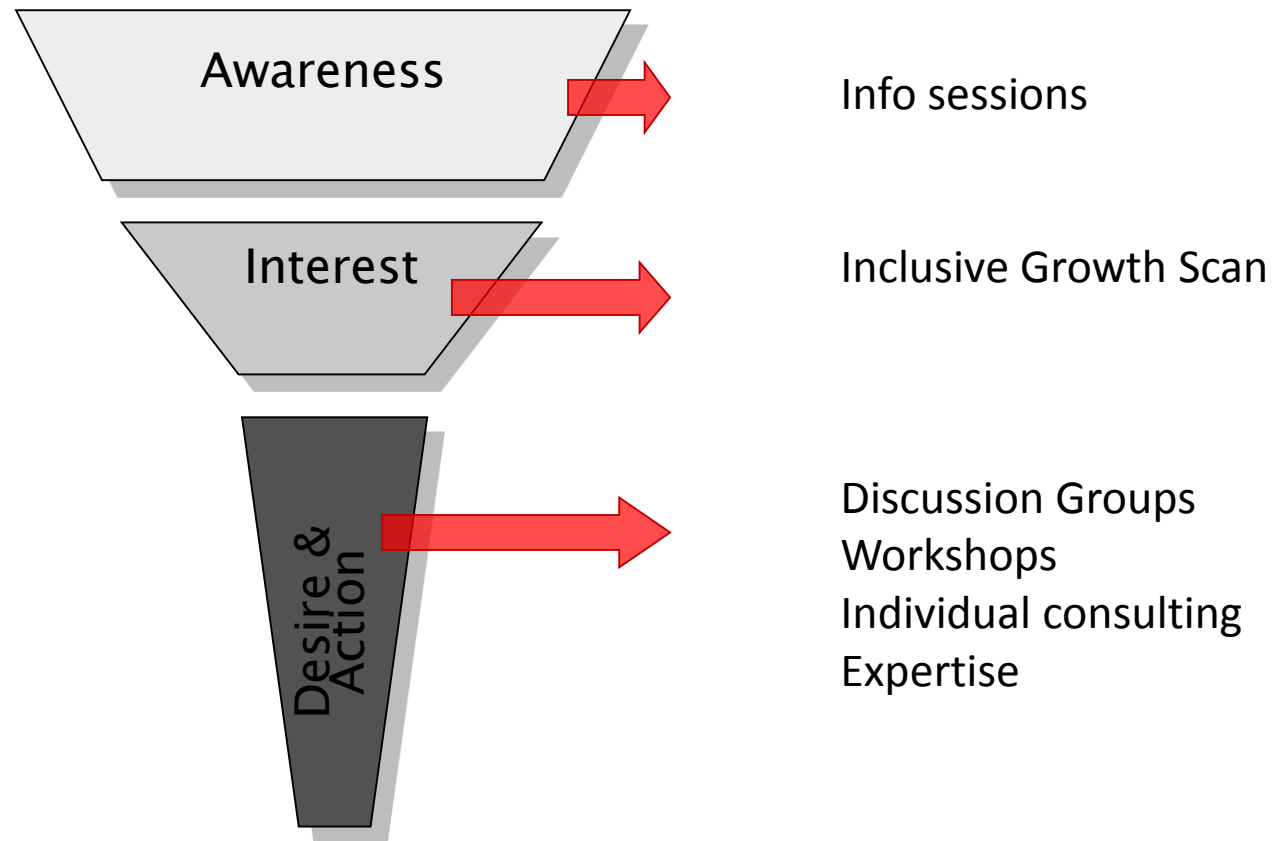 Awareness
Info sessions
Interest
Inclusive Growth Scan
Desire &
Action
Discussion Groups
Workshops
Individual consulting
Expertise